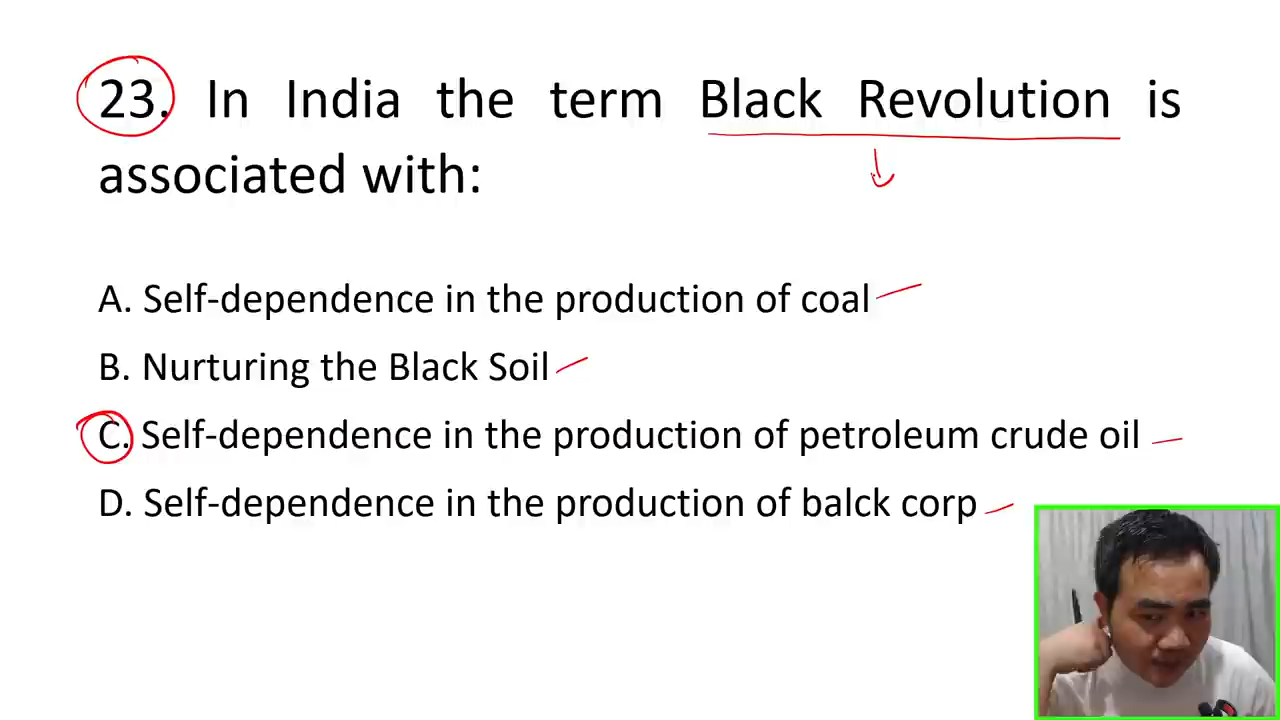 23. In India the term Black Revolution is
associated with:
A. Self-dependence in the production of coal
B. Nurturing the Black Soil
C. Self-dependence in the production of petroleum crude oil
D. Self-dependence in the production of balck corp